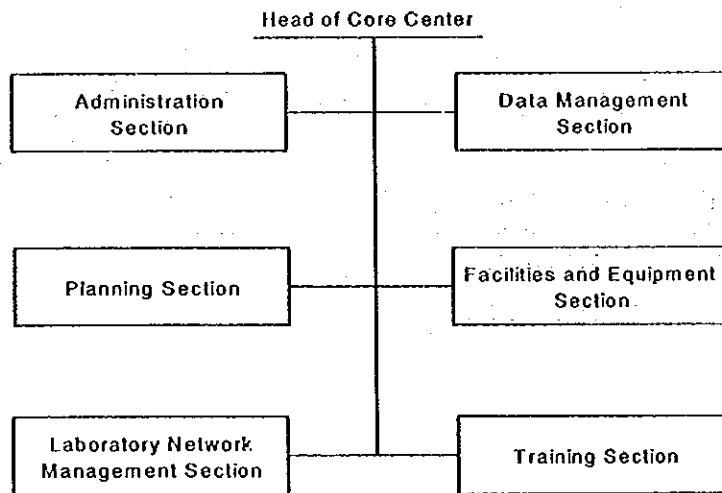 Head of Core Center
Administration
Section
Data Management
Section
Planning Section
Facilities and Equipment
Section
Laboratory Network
Management Section
Training Section